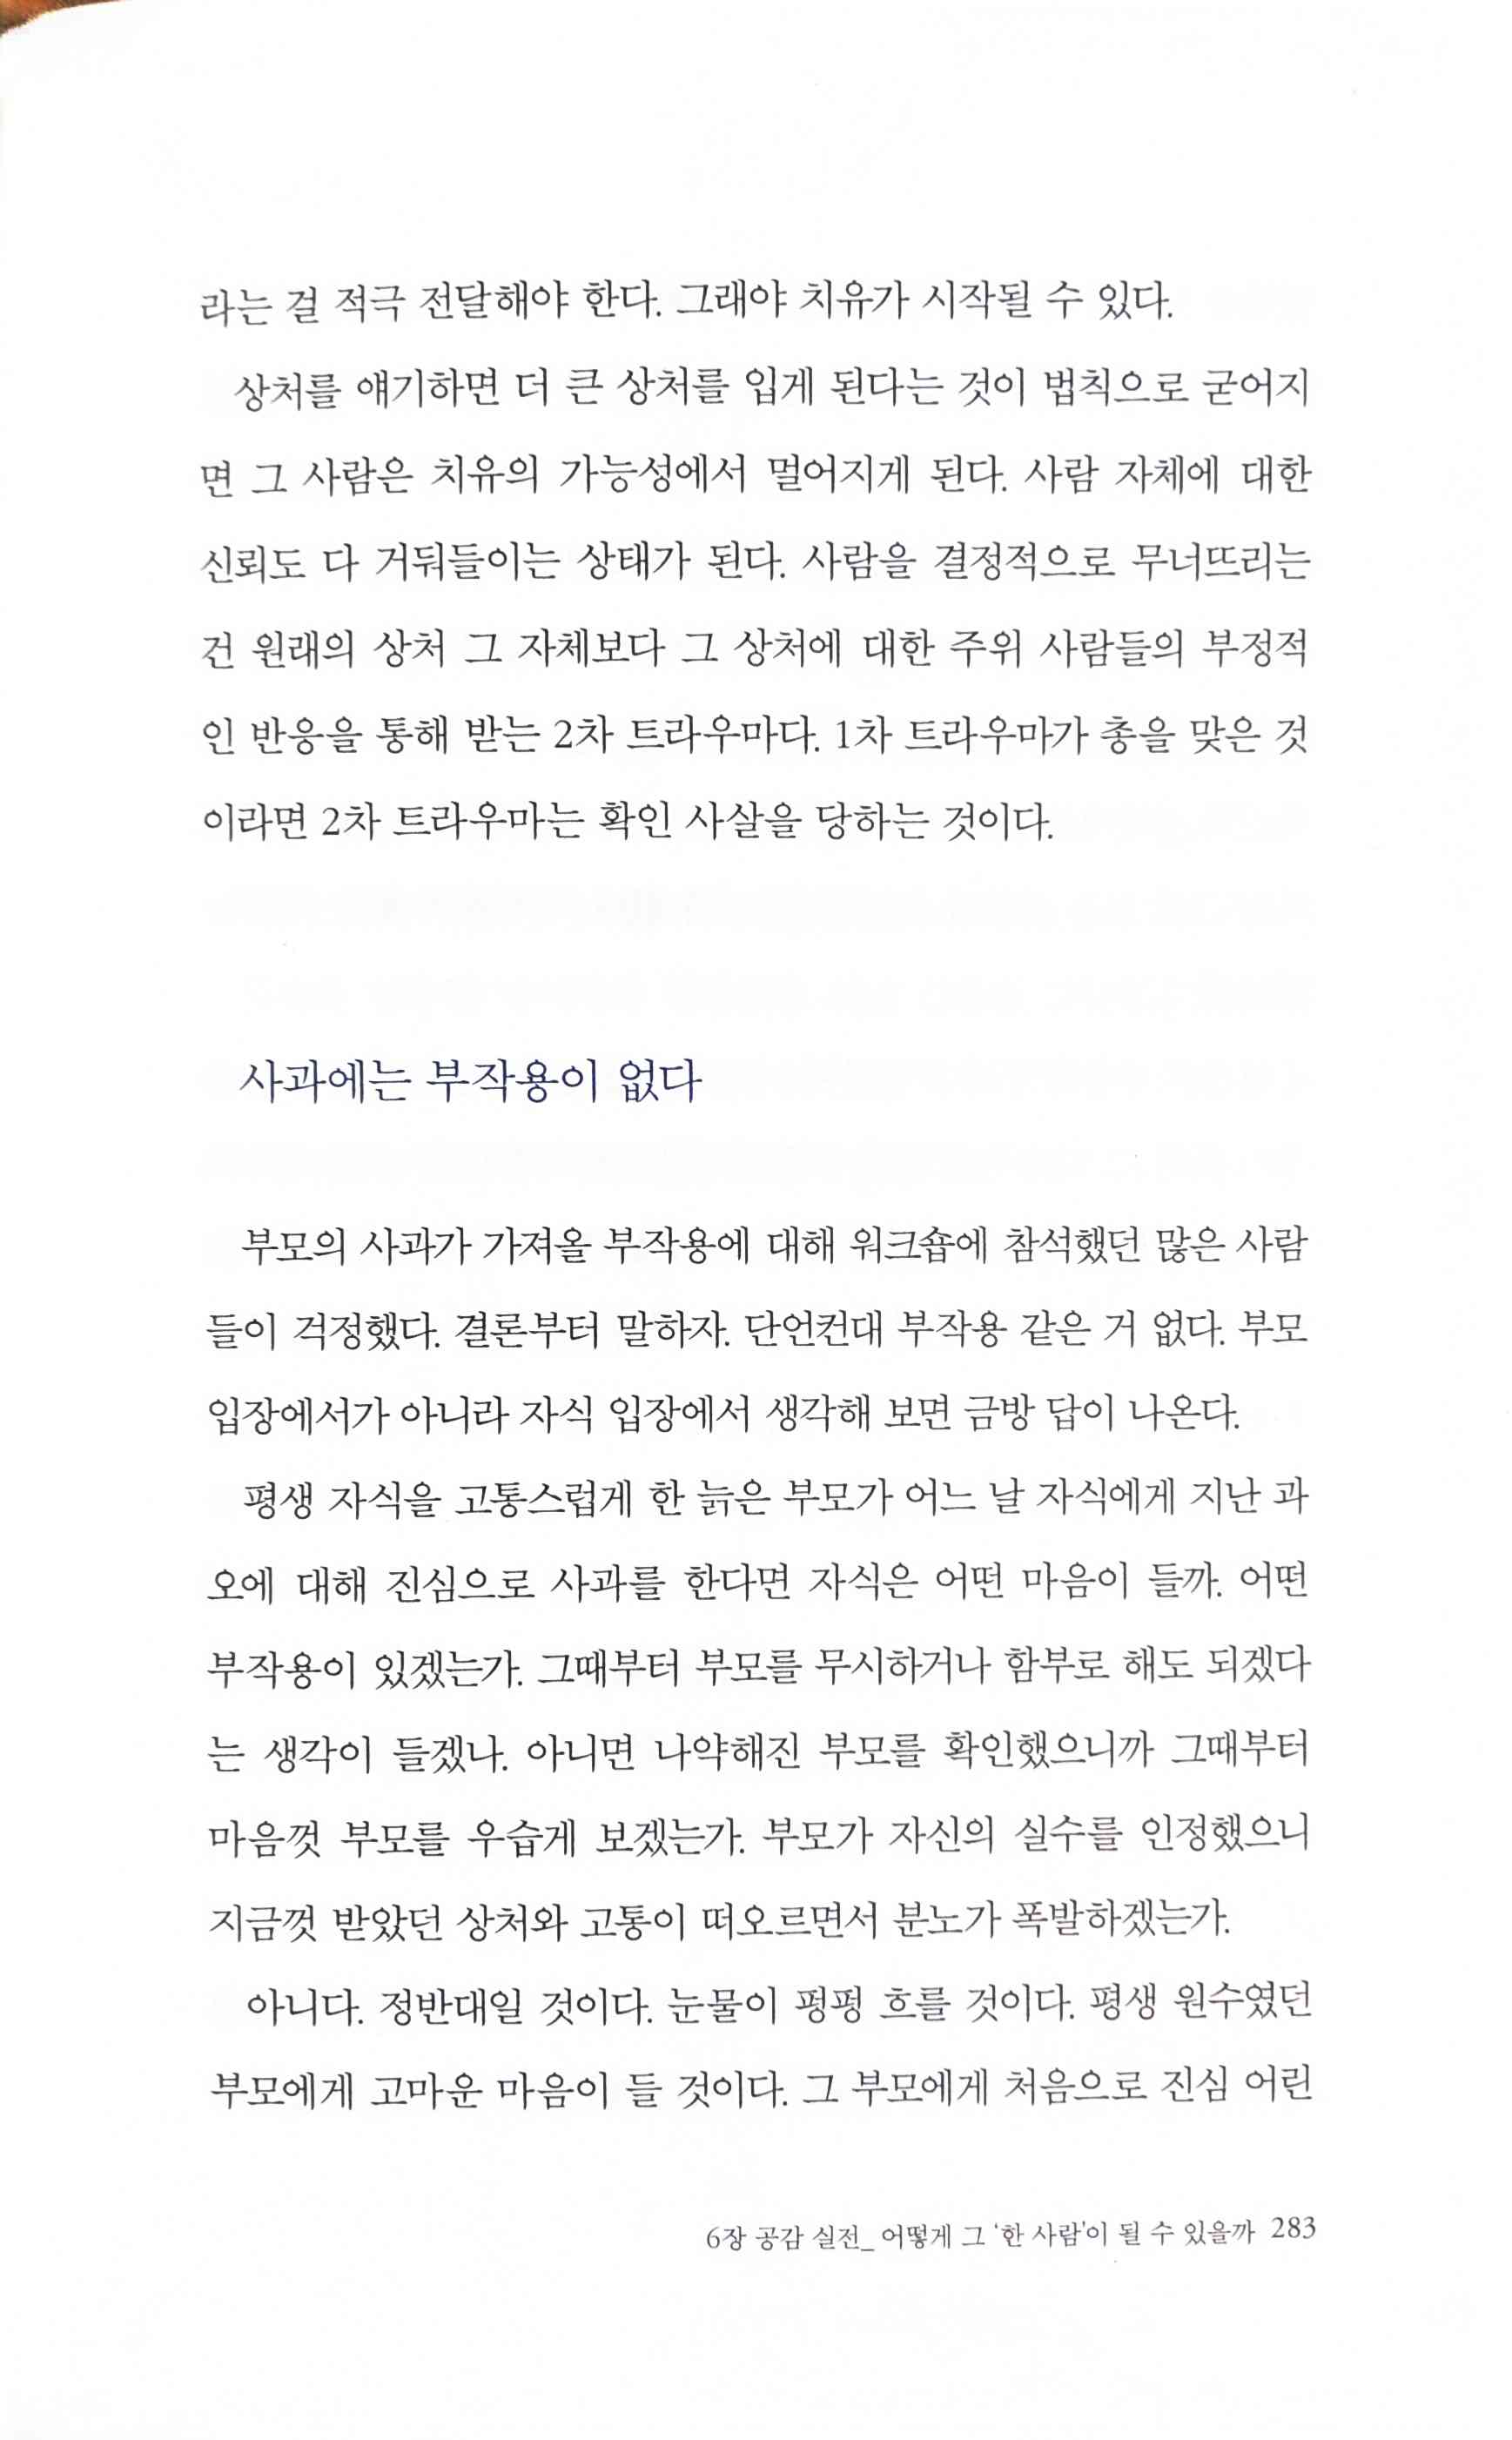 라는 걸 적극 전달해야 한다. 그래야 치유가 시작될 수 있다.
상처를 얘기하면 더 큰 상처를 입게 된다는 것이 법칙으로 굳어지
면 그 사람은 치유의 가능성에서 멀어지게 된다. 사람 자체에 대한
신뢰도 다 거둬들이는 상태가 된다. 사람을 결정적으로 무너뜨리는
건 원래의 상처 그 자체보다 그 상처에 대한 주위 사람들의 부정적
인 반응을 통해 받는 2차 트라우마다. 1차 트라우마가 총을 맞은 것
이라면 2차 트라우마는 확인 사살을 당하는 것이다.
사과에는 부작용이 없다
부모의 사과가 가져올 부작용에 대해 워크숍에 참석했던 많은 사람
들이 걱정했다. 결론부터 말하자. 단언컨대 부작용 같은 거 없다. 부모
입장에서가 아니라 자식 입장에서 생각해 보면 금방 답이 나온다.
평생 자식을 고통스럽게 한 늙은 부모가 어느 날 자식에게 지난 과
오에 대해 진심으로 사과를 한다면 자식은 어떤 마음이 들까. 어떤
부작용이 있겠는가. 그때부터 부모를 무시하거나 함부로 해도 되겠다
는 생각이 들겠나. 아니면 나약해진 부모를 확인했으니까 그때부터
마음껏 부모를 우습게 보겠는가. 부모가 자신의 실수를 인정했으니
지금껏 받았던 상처와 고통이 떠오르면서 분노가 폭발하겠는가.
아니다. 정반대일 것이다. 눈물이 펑펑 흐를 것이다. 평생 원수였던
부모에게 고마운 마음이 들 것이다. 그 부모에게 처음으로 진심 어린
6장 공감 실전_ 어떻게 그 ‘한 사람’이 될 수 있을까 283